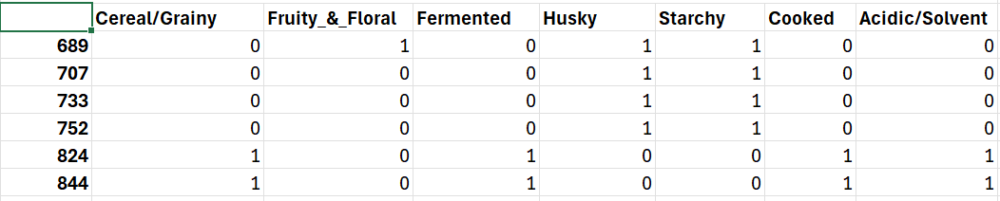 Cereal/Grainy Fruity_&_Floral Fermented Husky Starchy Cooked Acidic/Solvent
689 0 1 0 1 1 0 0
707 0 0 0 1 1 0 0
733 0 0 0 1 1 0 0
752 0 0 0 1 1 0 0
824 1 0 1 0 0 1 1
844 1 0 1 0 0 1 1